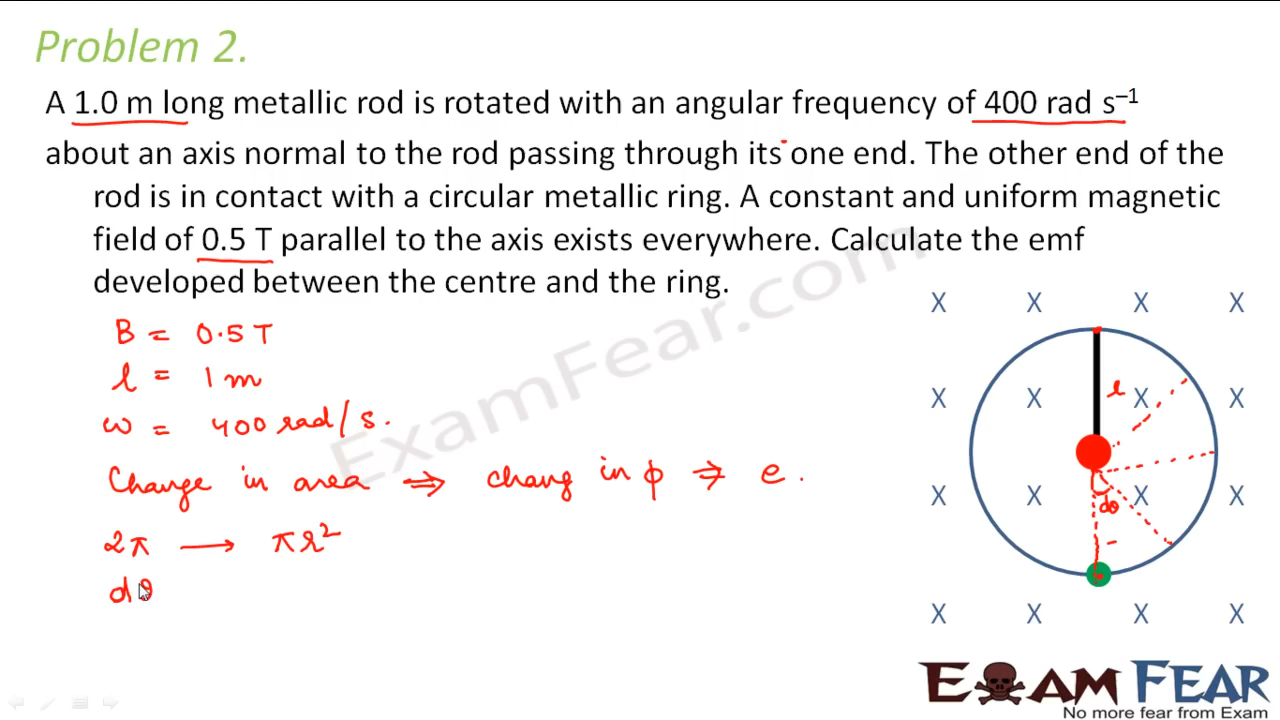 Problem 2.
A 1.0 m long metallic rod is rotated with an angular frequency of 400 rad s⁻¹
about an axis normal to the rod passing through its one end. The other end of the
rod is in contact with a circular metallic ring. A constant and uniform magnetic
field of 0.5 T parallel to the axis exists everywhere. Calculate the emf
developed between the centre and the ring.
B = 0.5 T
l = 1 m
ω = 400 rad/s.
Change in area ⇒ chang in φ ⇒ e.
2π → πr²
dθ
X X X X
l
X X X X
X X X X
dθ
X X X X
ExamFear.com
EXAM FEAR
No more fear from Exam